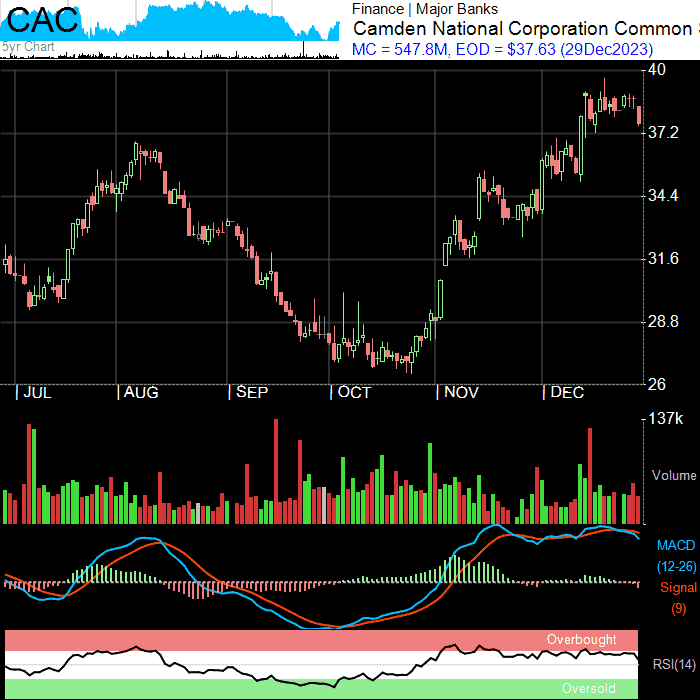 CAC
5yr Chart
Finance | Major Banks
Camden National Corporation Common
MC = 547.8M, EOD = $37.63 (29Dec2023)
40
37.2
34.4
31.6
28.8
26
JUL AUG SEP OCT NOV DEC
137k
Volume
MACD
(12-26)
Signal
(9)
Overbought
RSI(14)
Oversold